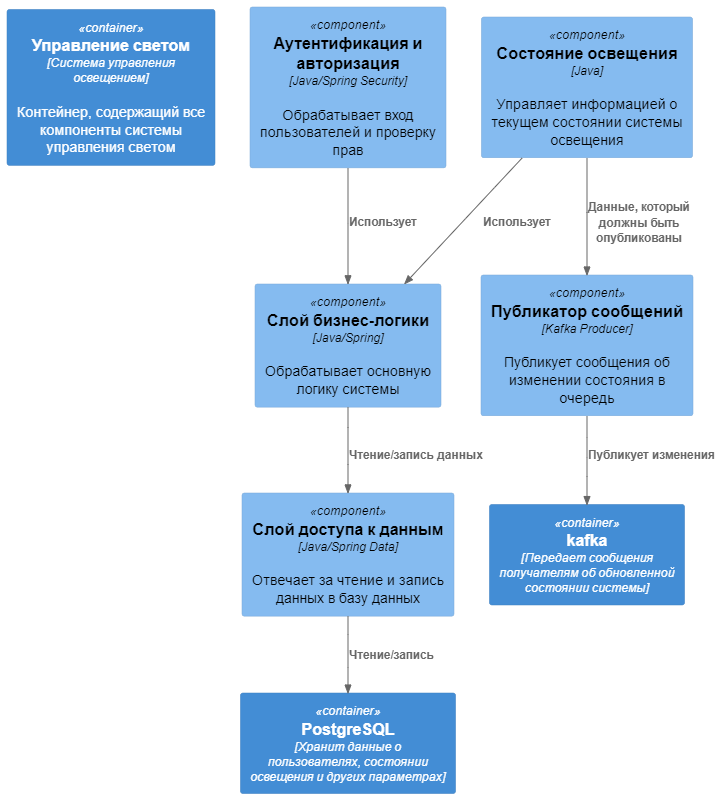 «container»
Управление светом
[Система управления
освещением]
Контейнер, содержащий все
компоненты системы
управления светом
«component»
Аутентификация и
авторизация
[Java/Spring Security]
Обрабатывает вход
пользователей и проверку
прав
«component»
Состояние освещения
[Java]
Управляет информацией о
текущем состоянии системы
освещения
Использует
Использует
Данные, который
должны быть
опубликованы
«component»
Слой бизнес-логики
[Java/Spring]
Обрабатывает основную
логику системы
«component»
Публикатор сообщений
[Kafka Producer]
Публикует сообщения об
изменении состояния в
очередь
Чтение/запись данных
Публикует изменения
«component»
Слой доступа к данным
[Java/Spring Data]
Отвечает за чтение и запись
данных в базу данных
«container»
kafka
[Передает сообщения
получателям об обновленной
состоянии системы]
Чтение/запись
«container»
PostgreSQL
[Хранит данные о
пользователях, состоянии
освещения и других параметрах]